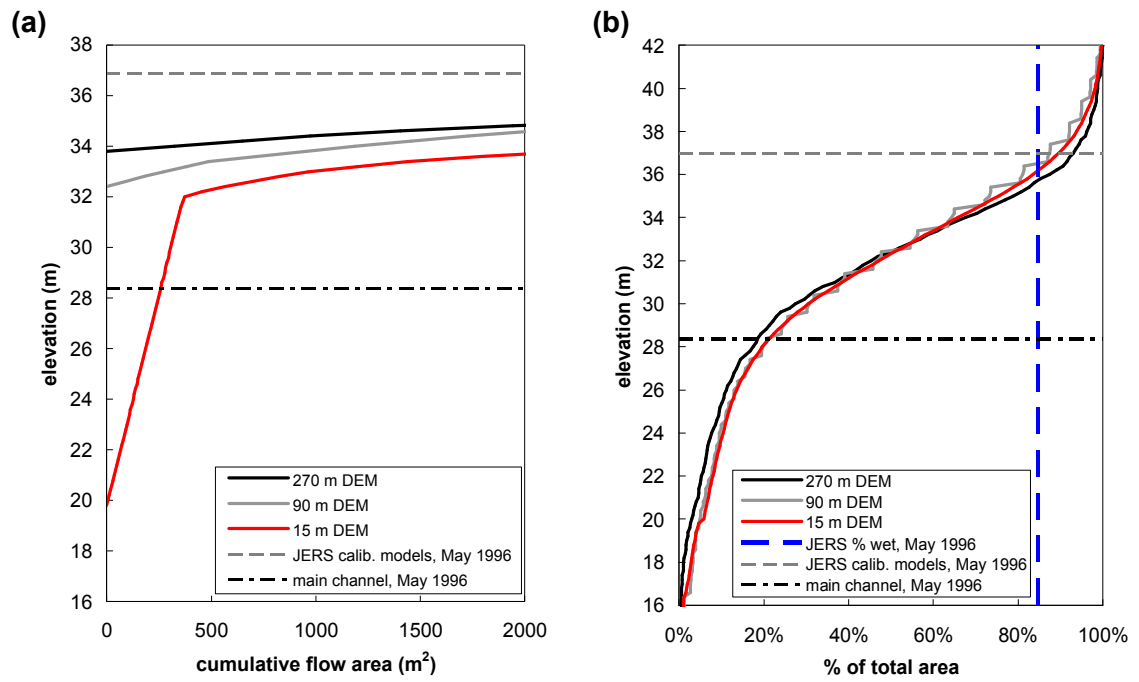 (a)
38
36
34
32
30
28
26
24
22
20
18
16
elevation (m)
270 m DEM
90 m DEM
15 m DEM
JERS calib. models, May 1996
main channel, May 1996
0 500 1000 1500 2000
cumulative flow area (m²)
(b)
42
40
38
36
34
32
30
28
26
24
22
20
18
16
elevation (m)
270 m DEM
90 m DEM
15 m DEM
JERS % wet, May 1996
JERS calib. models, May 1996
main channel, May 1996
0% 20% 40% 60% 80% 100%
% of total area